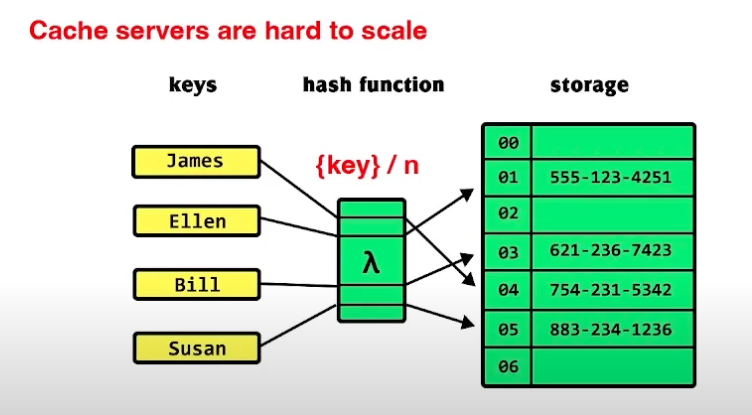 Cache servers are hard to scale
keys hash function storage
{key} / n
James
Ellen
Bill
Susan
λ
00
01 555-123-4251
02
03 621-236-7423
04 754-231-5342
05 883-234-1236
06